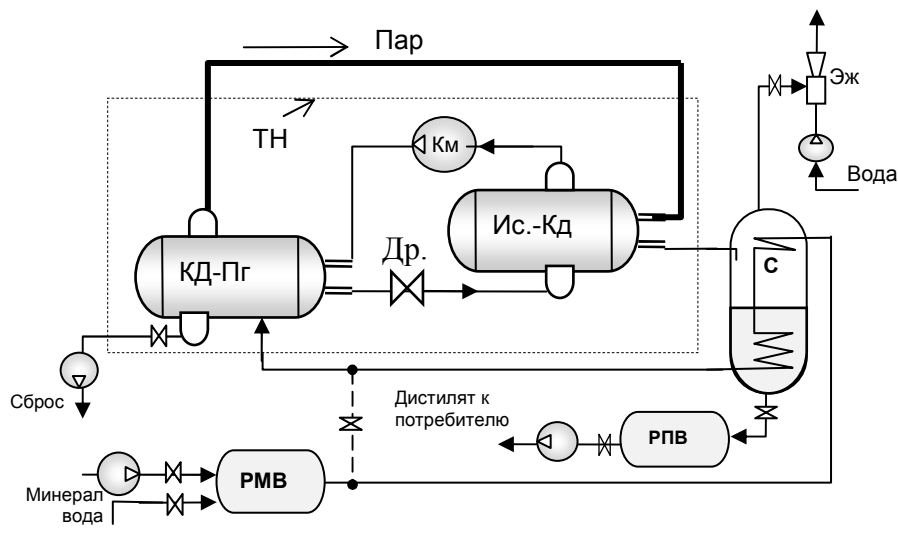 Пар
Эж
ТН
Км
Вода
Ис.-Кд
Др.
КД-Пг
С
Сброс
Дистилят к
потребителю
РПВ
РМВ
Минерал
вода